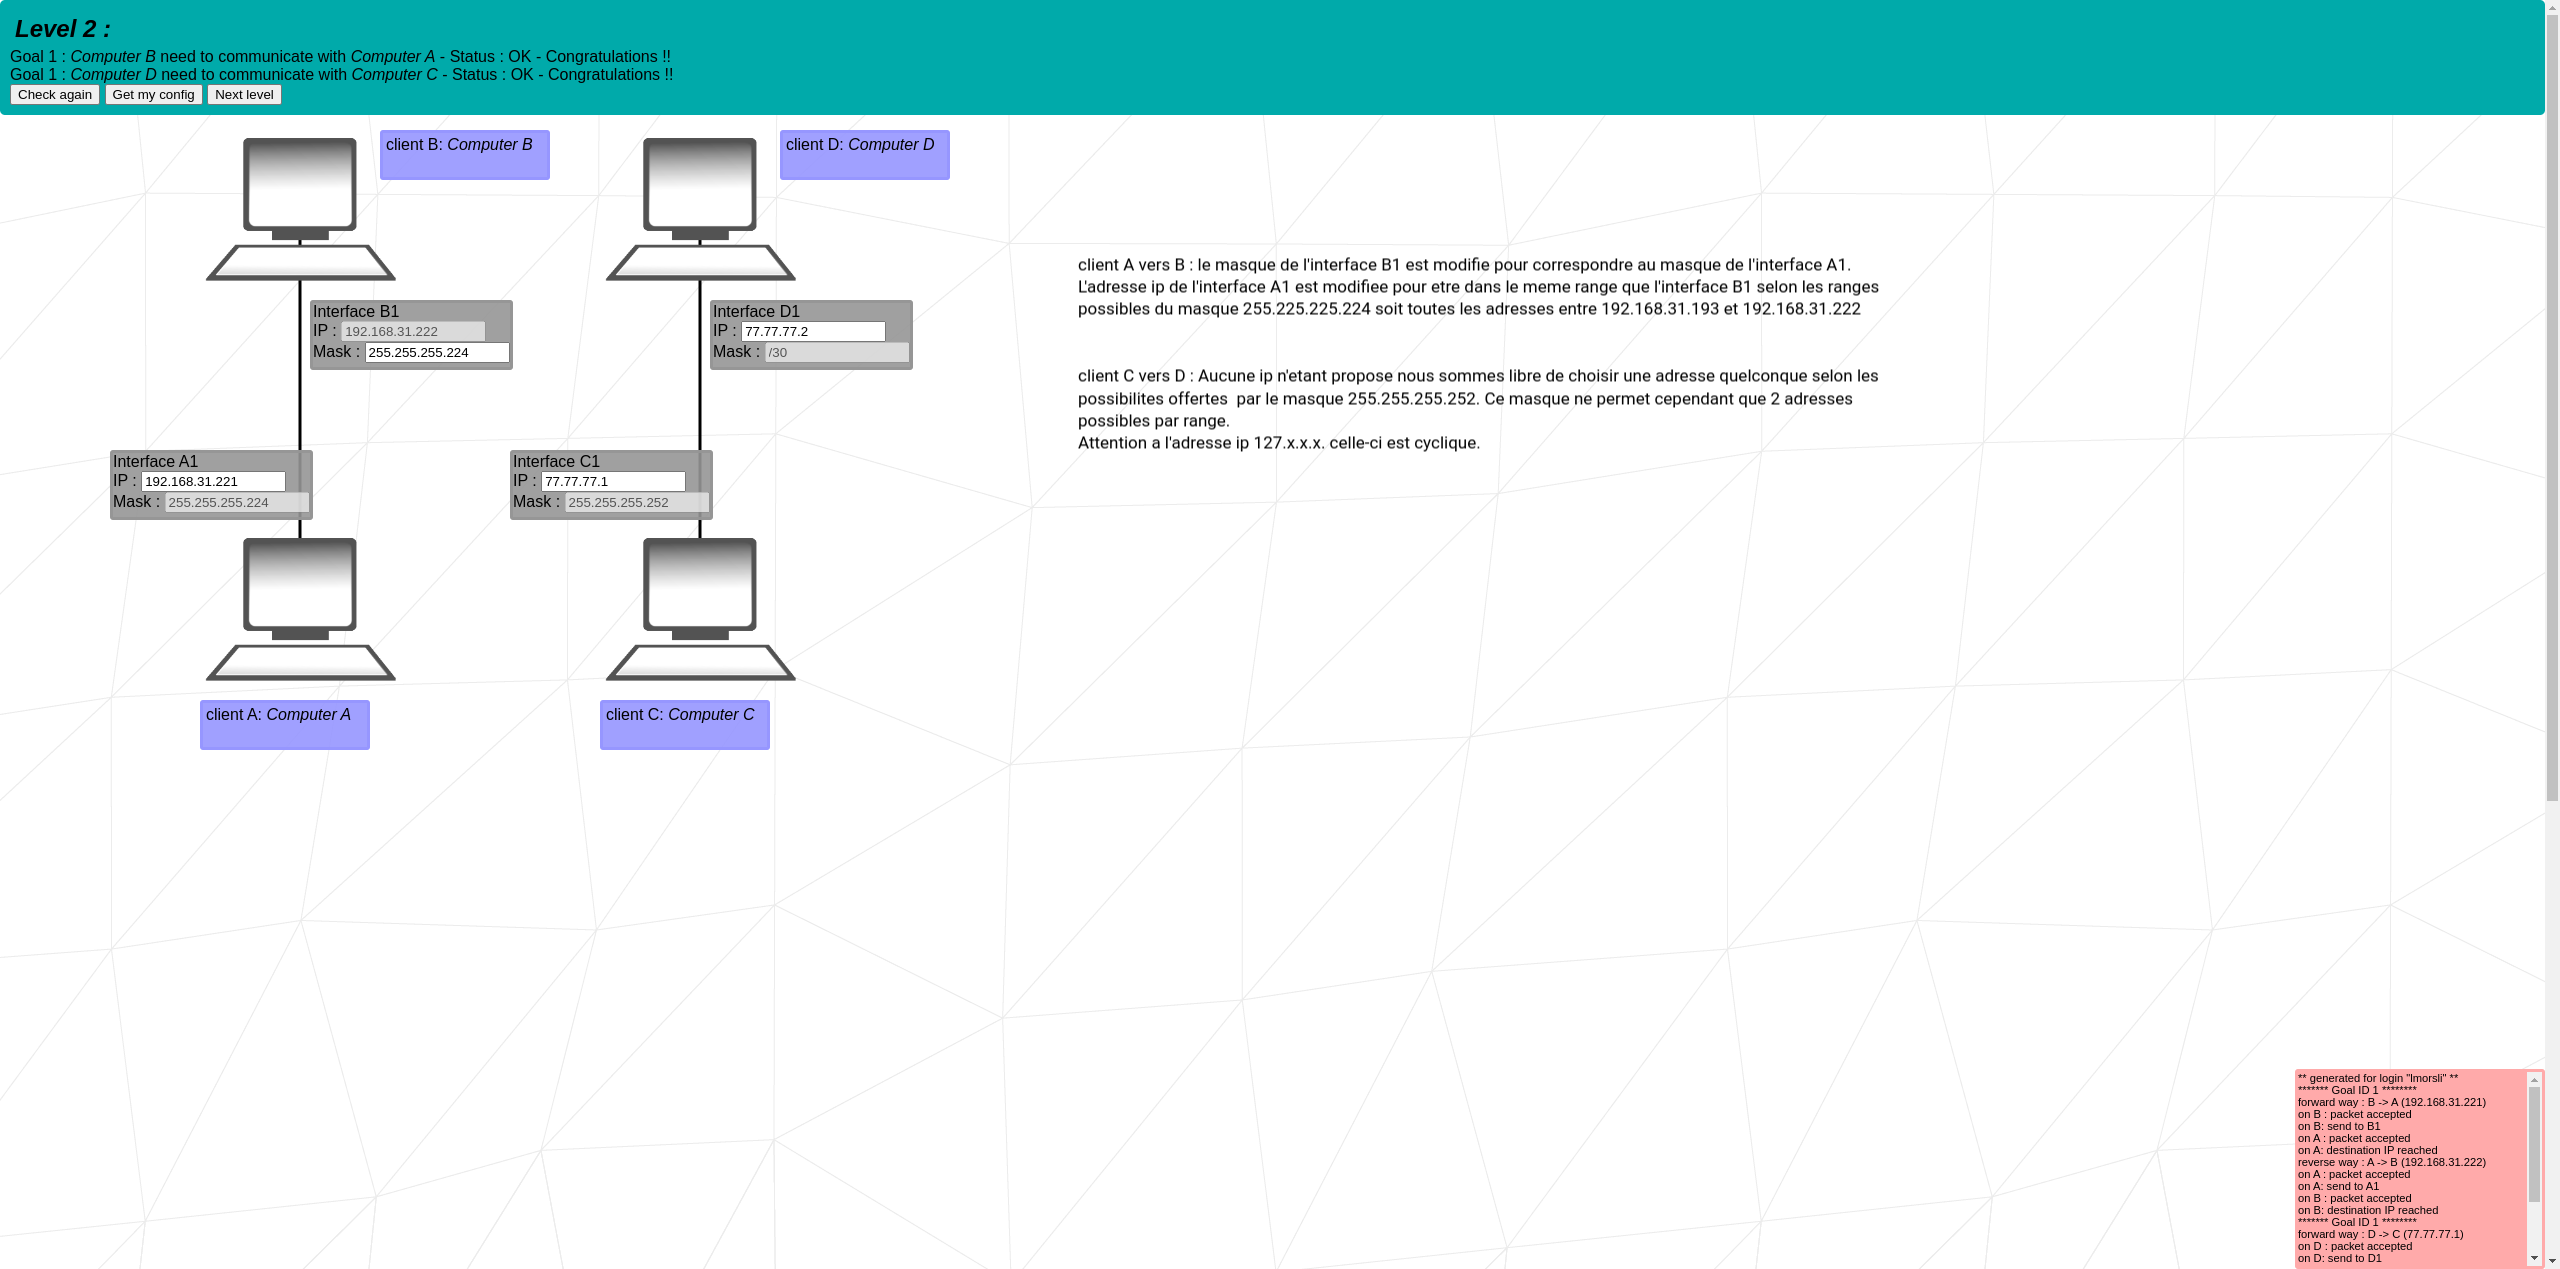 Level 2 :
Goal 1 : Computer B need to communicate with Computer A - Status : OK - Congratulations !!
Goal 1 : Computer D need to communicate with Computer C - Status : OK - Congratulations !!
Check again Get my config Next level
client B: Computer B
client D: Computer D
client A vers B : le masque de l'interface B1 est modifie pour correspondre au masque de l'interface A1.
L'adresse ip de l'interface A1 est modifiee pour etre dans le meme range que l'interface B1 selon les ranges
possibles du masque 255.225.225.224 soit toutes les adresses entre 192.168.31.193 et 192.168.31.222
Interface B1
IP : 192.168.31.222
Mask : 255.255.255.224
Interface D1
IP : 77.77.77.2
Mask : /30
client C vers D : Aucune ip n'etant propose nous sommes libre de choisir une adresse quelconque selon les
possibilites offertes  par le masque 255.255.255.252. Ce masque ne permet cependant que 2 adresses
possibles par range.
Attention a l'adresse ip 127.x.x.x. celle-ci est cyclique.
Interface A1
IP : 192.168.31.221
Mask : 255.255.255.224
Interface C1
IP : 77.77.77.1
Mask : 255.255.255.252
client A: Computer A
client C: Computer C
** generated for login "lmorsli" **
******* Goal ID 1 ********
forward way : B -> A (192.168.31.221)
on B : packet accepted
on B: send to B1
on A : packet accepted
on A: destination IP reached
reverse way : A -> B (192.168.31.222)
on A : packet accepted
on A: send to A1
on B : packet accepted
on B: destination IP reached
******* Goal ID 1 ********
forward way : D -> C (77.77.77.1)
on D : packet accepted
on D: send to D1